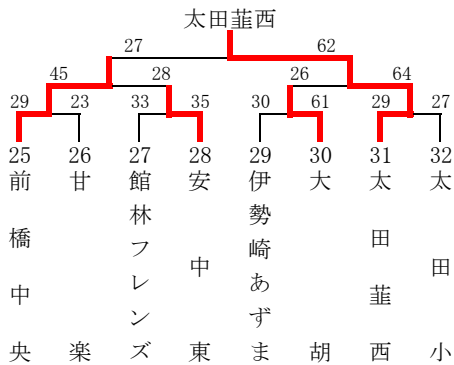 太田韮西
27 62
45 28 26 64
29 23 33 35 30 61 29 27
25 26 27 28 29 30 31 32
前橋中央
甘楽
館林フレンズ
安中東
伊勢崎あずま
大胡
太田韮西
太田小